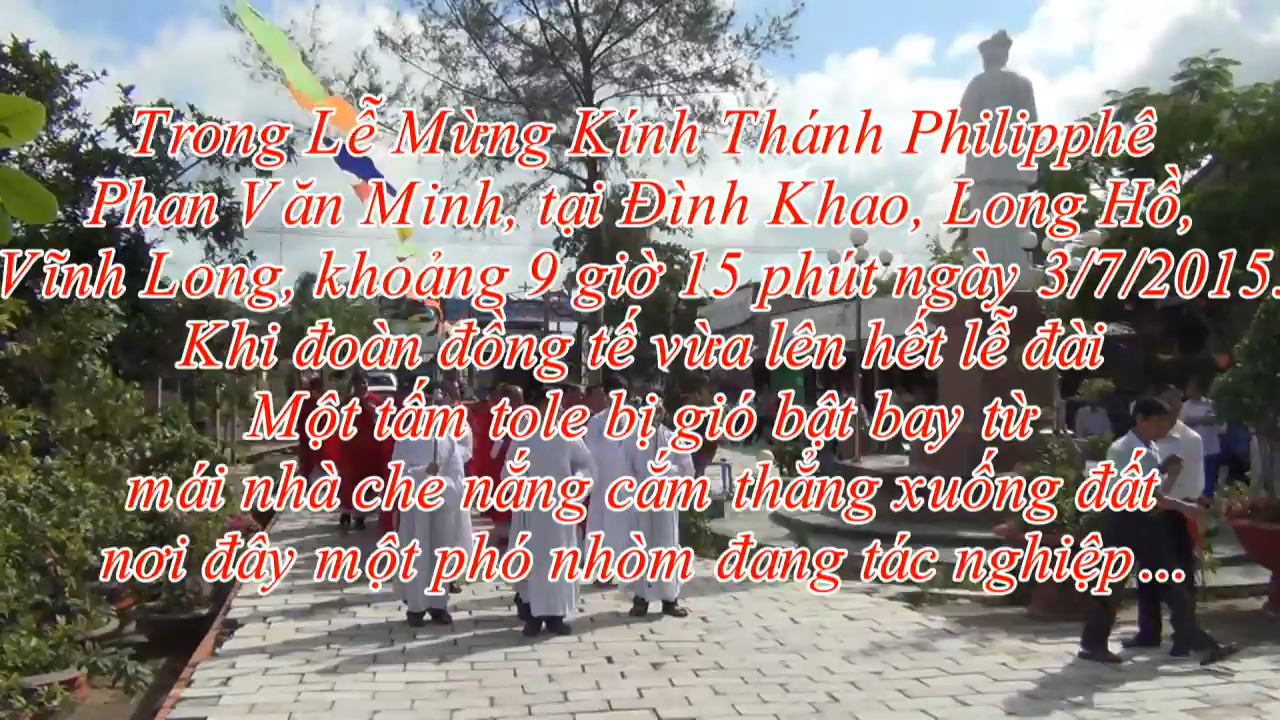 Trong Lễ Mừng Kính Thánh Philipphê
Phan Văn Minh, tại Đình Khao, Long Hồ,
Vĩnh Long, khoảng 9 giờ 15 phút ngày 3/7/2015.
Khi đoàn đồng tế vừa lên hết lễ đài
Một tấm tole bị gió bật bay từ
mái nhà che nắng cắm thẳng xuống đất
nơi đây một phó nhòm đang tác nghiệp...